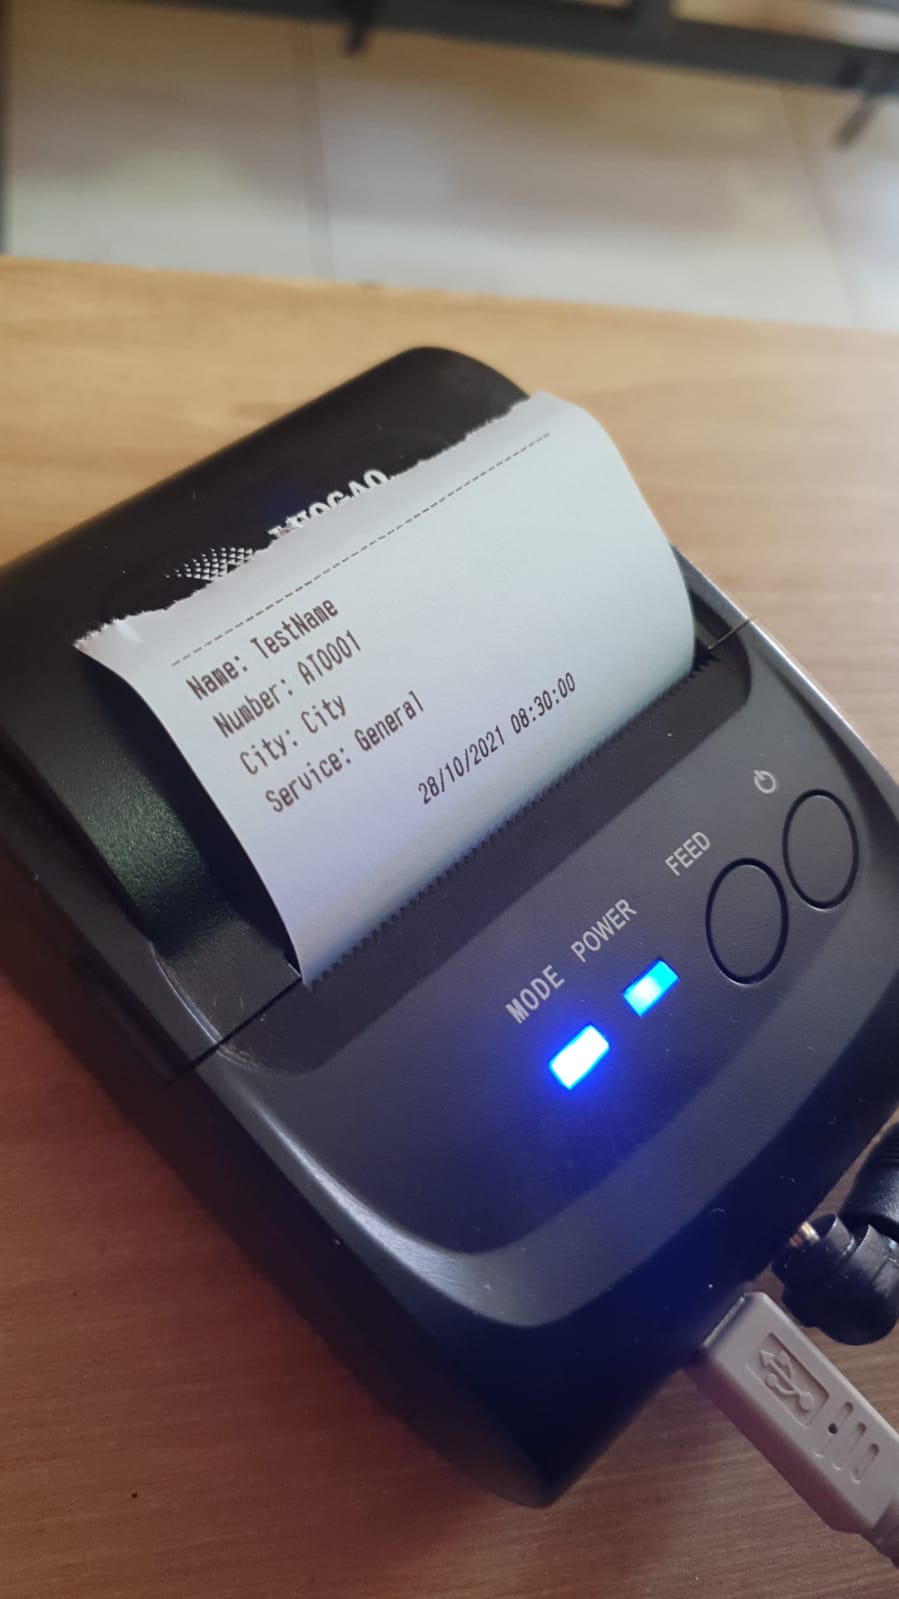 Name: TestName
Number: AT0001
City: City
Service: General
28/10/2021 08:30:00
MODE POWER FEED